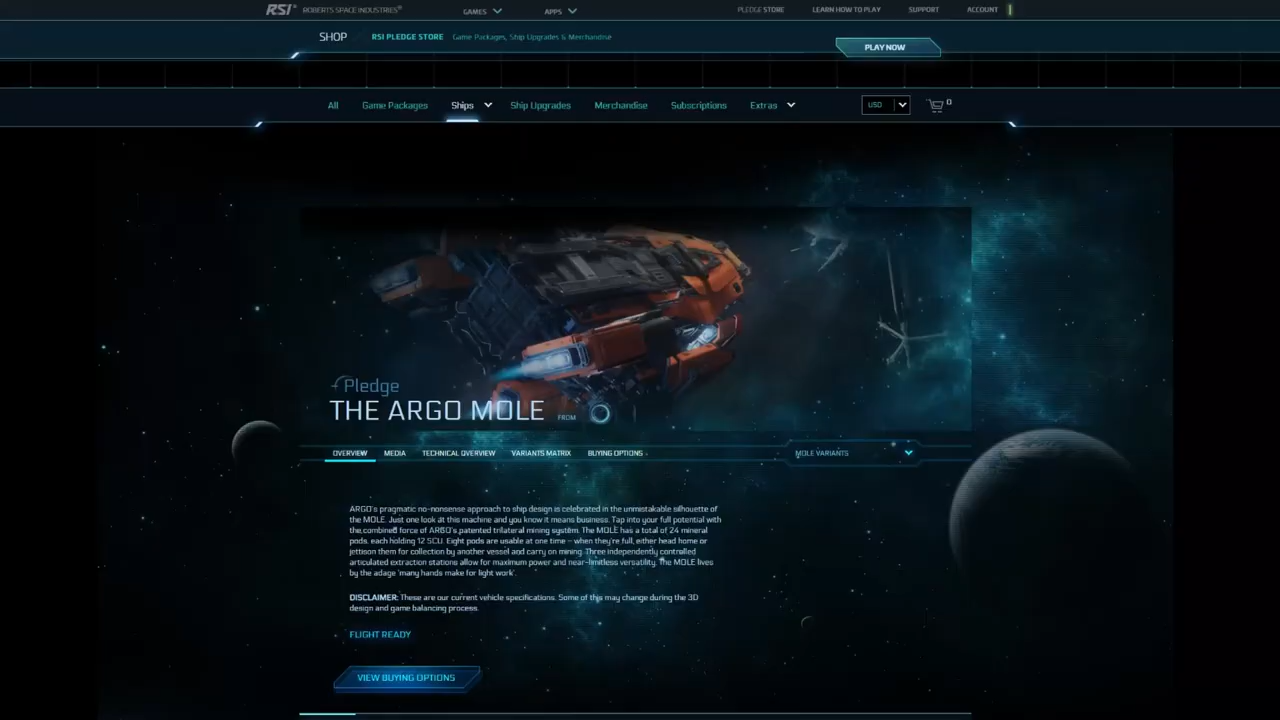 RSI® ROBERTS SPACE INDUSTRIES®
GAMES
APPS
PLEDGE STORE
LEARN HOW TO PLAY
SUPPORT
ACCOUNT
SHOP
RSI PLEDGE STORE
Game Packages, Ship Upgrades & Merchandise
PLAY NOW
All
Game Packages
Ships
Ship Upgrades
Merchandise
Subscriptions
Extras
USD
0
Pledge
THE ARGO MOLE FROM
OVERVIEW
MEDIA
TECHNICAL OVERVIEW
VARIANTS MATRIX
BUYING OPTIONS
MOLE VARIANTS
ARGO's pragmatic no-nonsense approach to ship design is celebrated in the unmistakable silhouette of
the MOLE. Just one look at this machine and you know it means business. Tap into your full potential with
the combined force of ARGO's patented trilateral mining system. The MOLE has a total of 24 mineral
pods, each holding 12 SCU. Eight pods are usable at one time – when they're full, either head home or
jettison them for collection by another vessel and carry on mining. Three independently controlled
articulated extraction stations allow for maximum power and near-limitless versatility. The MOLE lives
by the adage 'many hands make for light work'.
DISCLAIMER: These are our current vehicle specifications. Some of this may change during the 3D
design and game balancing process.
FLIGHT READY
VIEW BUYING OPTIONS